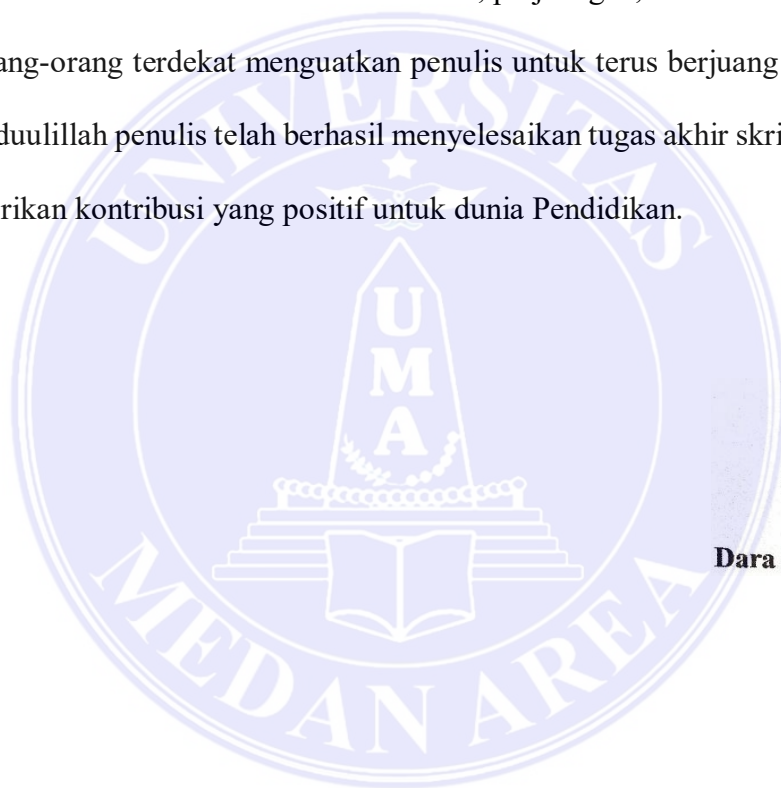 ang-orang terdekat menguatkan penulis untuk terus berjuang
duulillah penulis telah berhasil menyelesaikan tugas akhir skri
rikan kontribusi yang positif untuk dunia Pendidikan.
UNIVERSITAS
U
M
A
Dara
MEDAN AREA